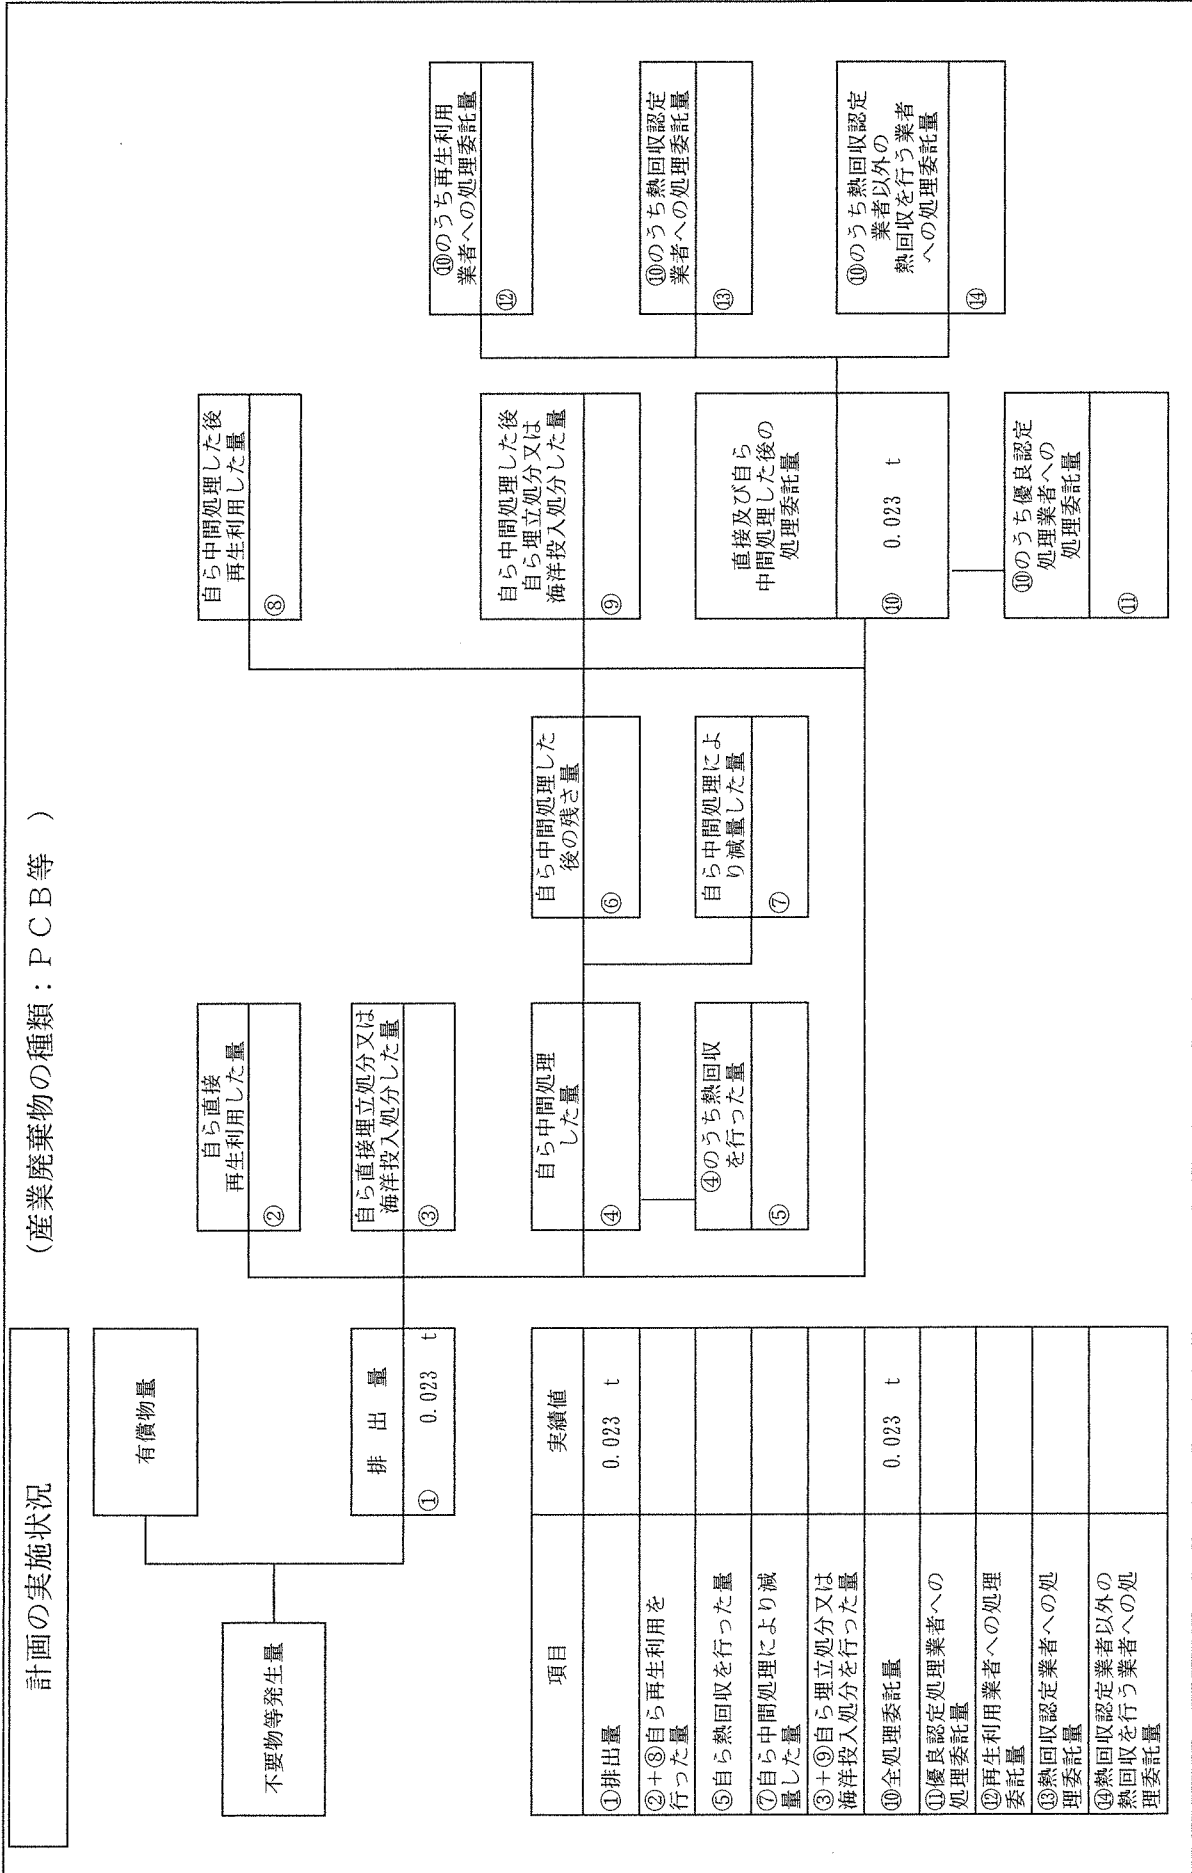 計画の実施状況
(産業廃棄物の種類：ＰＣＢ等　)
不要物等発生量
有償物量
排　出　量
① 0.023 t
自ら直接
再生利用した量
②
自ら直接埋立処分又は
海洋投入処分した量
③
自ら中間処理
した量
④
④のうち熱回収
を行った量
⑤
自ら中間処理した
後の残さ量
⑥
自ら中間処理によ
り減量した量
⑦
自ら中間処理した後
再生利用した量
⑧
自ら中間処理した後
自ら埋立処分又は
海洋投入処分した量
⑨
直接及び自ら
中間処理した後の
処理委託量
⑩ 0.023 t
⑩のうち優良認定
処理業者への
処理委託量
⑪
⑩のうち再生利用
業者への処理委託量
⑫
⑩のうち熱回収認定
業者への処理委託量
⑬
⑩のうち熱回収認定
業者以外の
熱回収を行う業者
への処理委託量
⑭
項目 実績値
①排出量 0.023 t
②+⑧自ら再生利用を
行った量
⑤自ら熱回収を行った量
⑦自ら中間処理により減
量した量
③+⑨自ら埋立処分又は
海洋投入処分を行った量
⑩全処理委託量 0.023 t
⑪優良認定処理業者への
処理委託量
⑫再生利用業者への処理
委託量
⑬熱回収認定業者への処
理委託量
⑭熱回収認定業者以外の
熱回収を行う業者への処
理委託量